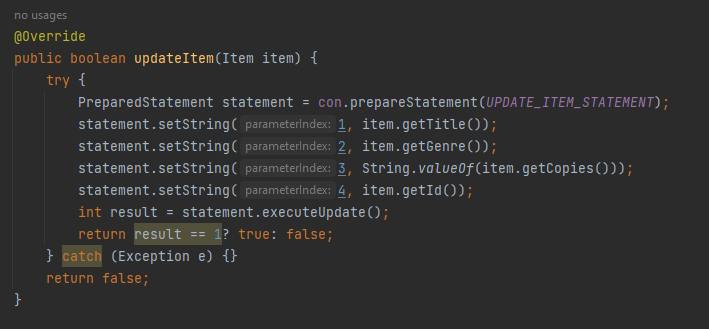 no usages
@Override
public boolean updateItem(Item item) {
try {
PreparedStatement statement = con.prepareStatement(UPDATE_ITEM_STATEMENT);
statement.setString( parameterIndex: 1, item.getTitle());
statement.setString( parameterIndex: 2, item.getGenre());
statement.setString( parameterIndex: 3, String.valueOf(item.getCopies()));
statement.setString( parameterIndex: 4, item.getId());
int result = statement.executeUpdate();
return result == 1? true: false;
} catch (Exception e) {}
return false;
}